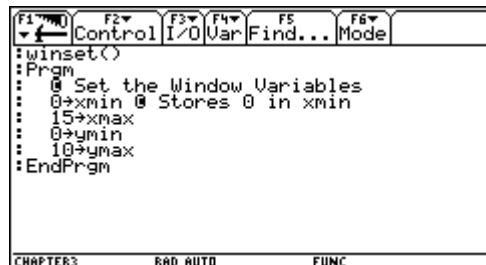 F1▼ F2▼ Control F3▼ I/O F4▼ Var F5 Find... F6▼ Mode
:winset()
:Prgm
: © Set the Window Variables
: 0→xmin © Stores 0 in xmin
: 15→xmax
: 0→ymin
: 10→ymax
:EndPrgm
CHAPTER3 RAD AUTO FUNC